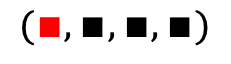 (■, ■, ■, ■)